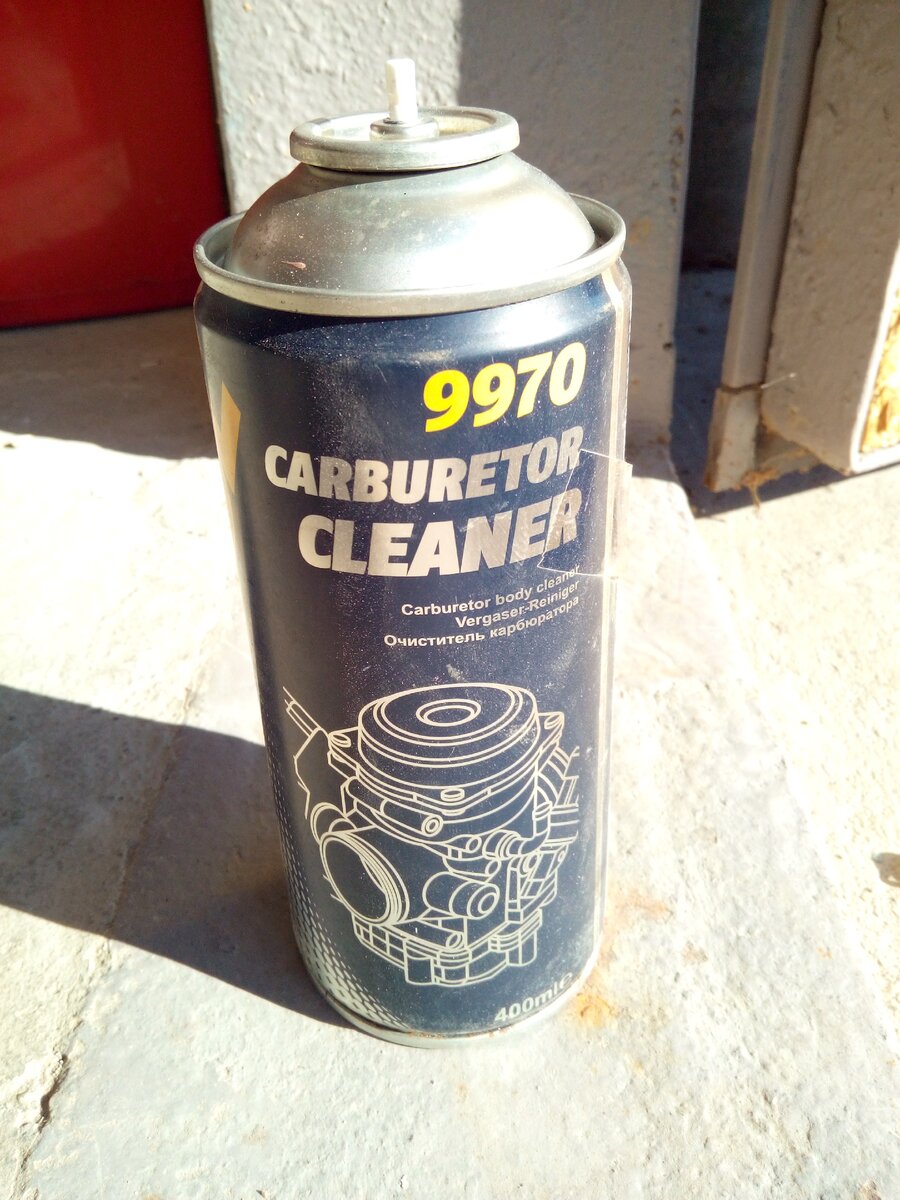 9970
CARBURETOR
CLEANER
Carburetor body cleaner
Vergaser-Reiniger
Очиститель карбюратора
400ml℮